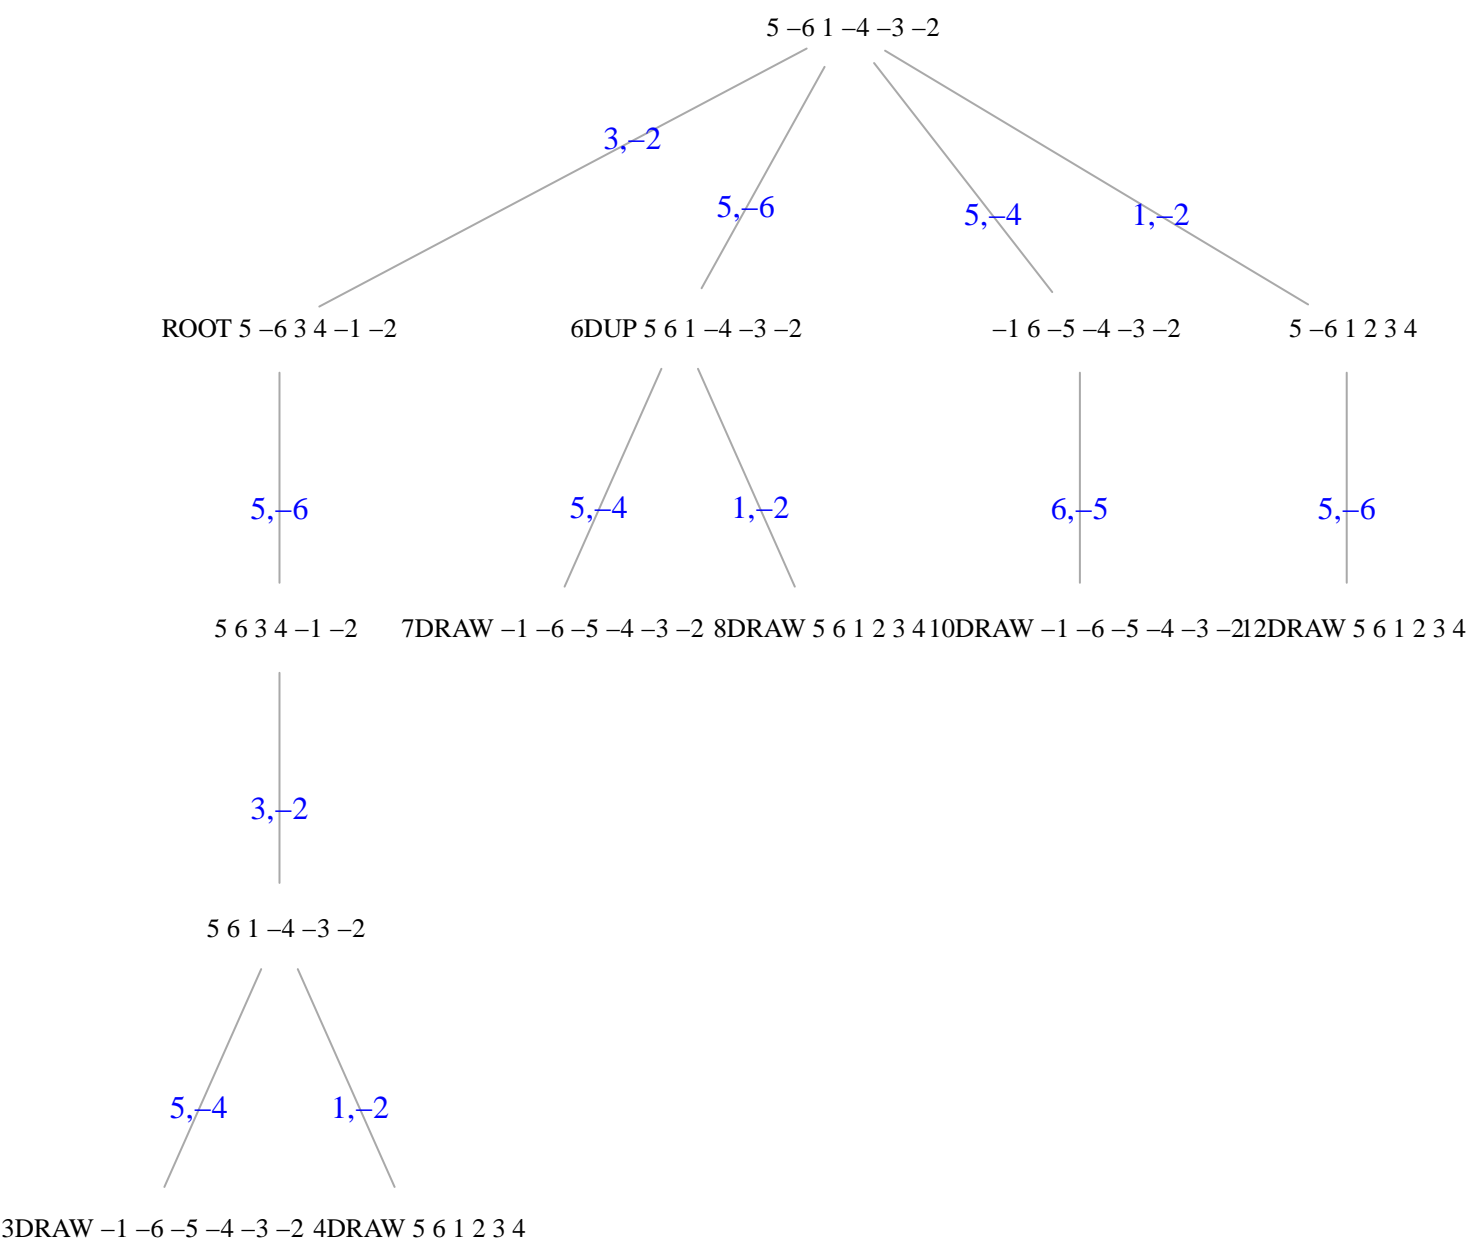 5 –6 1 –4 –3 –2
3,–2
5,–6
5,–4
1,–2
ROOT 5 –6 3 4 –1 –2
6DUP 5 6 1 –4 –3 –2
–1 6 –5 –4 –3 –2
5 –6 1 2 3 4
5,–6
5,–4
1,–2
6,–5
5,–6
5 6 3 4 –1 –2
7DRAW –1 –6 –5 –4 –3 –2
8DRAW 5 6 1 2 3 4
10DRAW –1 –6 –5 –4 –3 –2
12DRAW 5 6 1 2 3 4
3,–2
5 6 1 –4 –3 –2
5,–4
1,–2
3DRAW –1 –6 –5 –4 –3 –2
4DRAW 5 6 1 2 3 4